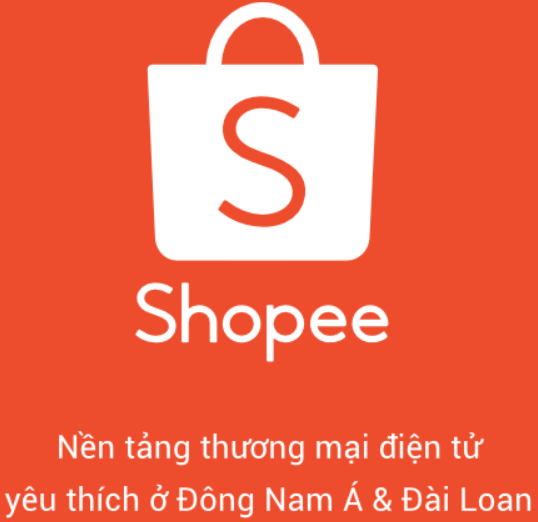 S
Shopee
Nền tảng thương mại điện tử
yêu thích ở Đông Nam Á & Đài Loan